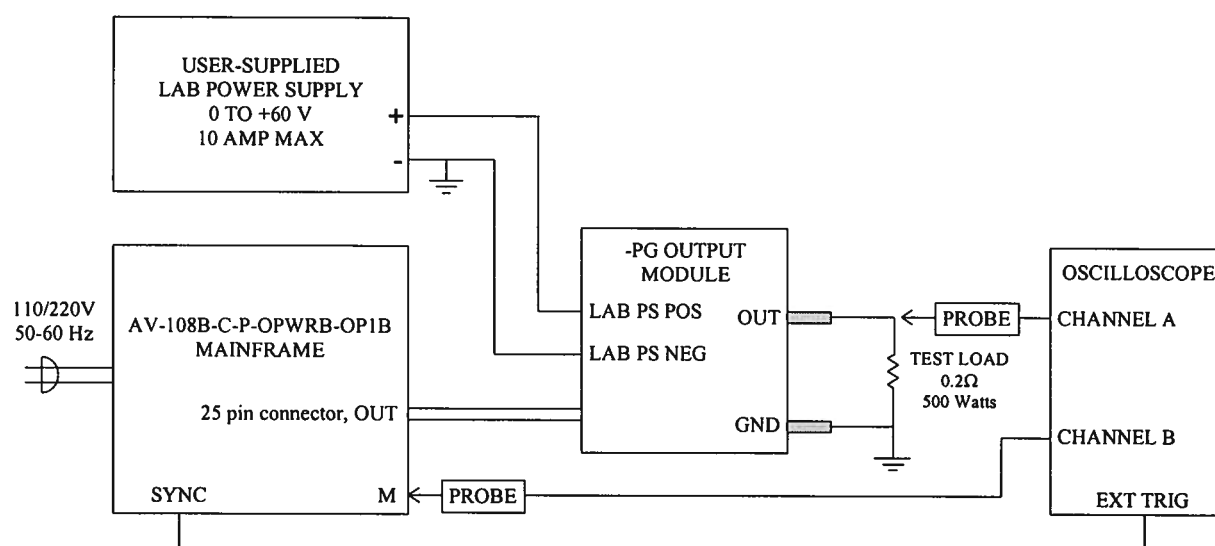 USER-SUPPLIED
LAB POWER SUPPLY
0 TO +60 V
10 AMP MAX
+
-
110/220V
50-60 Hz
AV-108B-C-P-OPWRB-OP1B
MAINFRAME
25 pin connector, OUT
SYNC
M
PROBE
-PG OUTPUT
MODULE
LAB PS POS
LAB PS NEG
OUT
GND
TEST LOAD
0.2Ω
500 Watts
PROBE
OSCILLOSCOPE
CHANNEL A
CHANNEL B
EXT TRIG